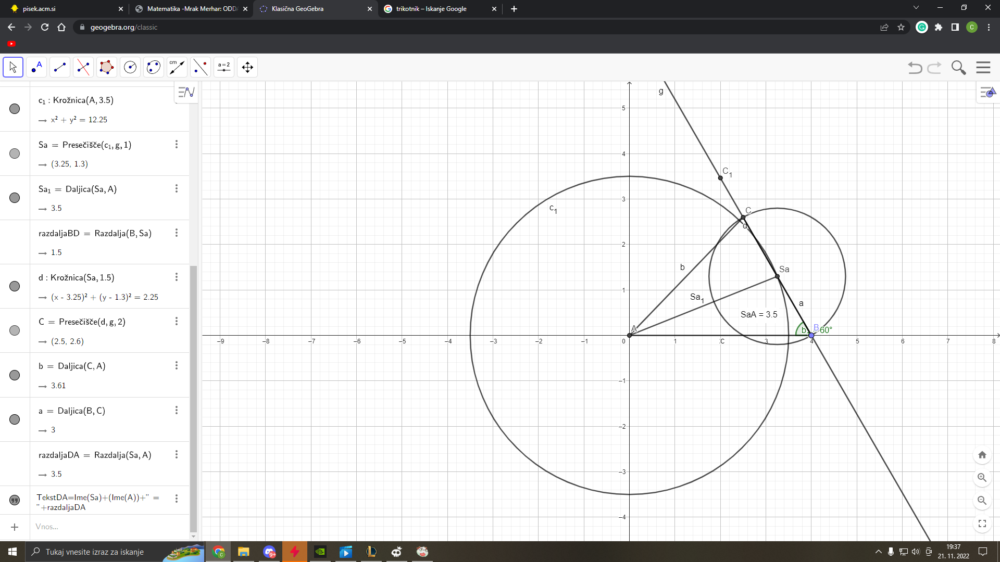 pisek.acm.si
Matematika -Mrak Merhar: ODD
Klasična GeoGebra
trikotnik – Iskanje Google
geogebra.org/classic
C
A
cm
a=2
c₁ : Krožnica(A, 3.5)
→ x² + y² = 12.25
Sa = Presečišče(c₁, g, 1)
→ (3.25, 1.3)
Sa₁ = Daljica(Sa, A)
→ 3.5
razdaljaBD = Razdalja(B, Sa)
→ 1.5
d : Krožnica(Sa, 1.5)
→ (x - 3.25)² + (y - 1.3)² = 2.25
C = Presečišče(d, g, 2)
→ (2.5, 2.6)
b = Daljica(C, A)
→ 3.61
a = Daljica(B, C)
→ 3
razdaljaDA = Razdalja(Sa, A)
→ 3.5
TekstDA=Ime(Sa)+(Ime(A))+" =
"+razdaljaDA
Vnos...
g
5
4
C₁
3
c₁
C
d
2
b
Sa
1
Sa₁
a
SaA = 3.5
A
B
60°
–9 –8 –7 –6 –5 –4 –3 –2 –1 0 1 c 3 4 5 6 7 8
–1
–2
–3
–4
Tukaj vnesite izraz za iskanje
9+
19:37
21. 11. 2022